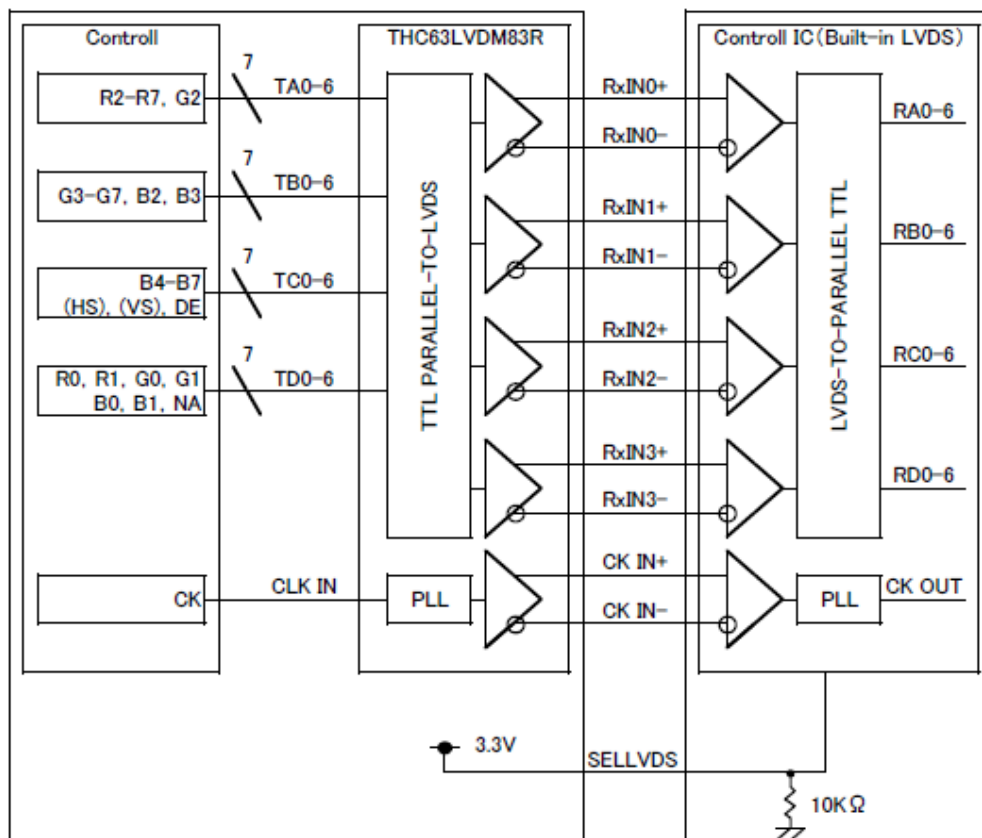 Controll
THC63LVDM83R
Controll IC(Built-in LVDS)
7
R2-R7, G2
TA0-6
RxIN0+
RA0-6
RxIN0-
7
G3-G7, B2, B3
TB0-6
RxIN1+
RB0-6
RxIN1-
7
B4-B7
(HS), (VS), DE
TC0-6
RxIN2+
RC0-6
RxIN2-
7
R0, R1, G0, G1
B0, B1, NA
TD0-6
RxIN3+
RD0-6
RxIN3-
TTL PARALLEL-TO-LVDS
LVDS-TO-PARALLEL TTL
CK
CLK IN
PLL
CK IN+
CK IN-
PLL
CK OUT
3.3V
SELLVDS
10KΩ